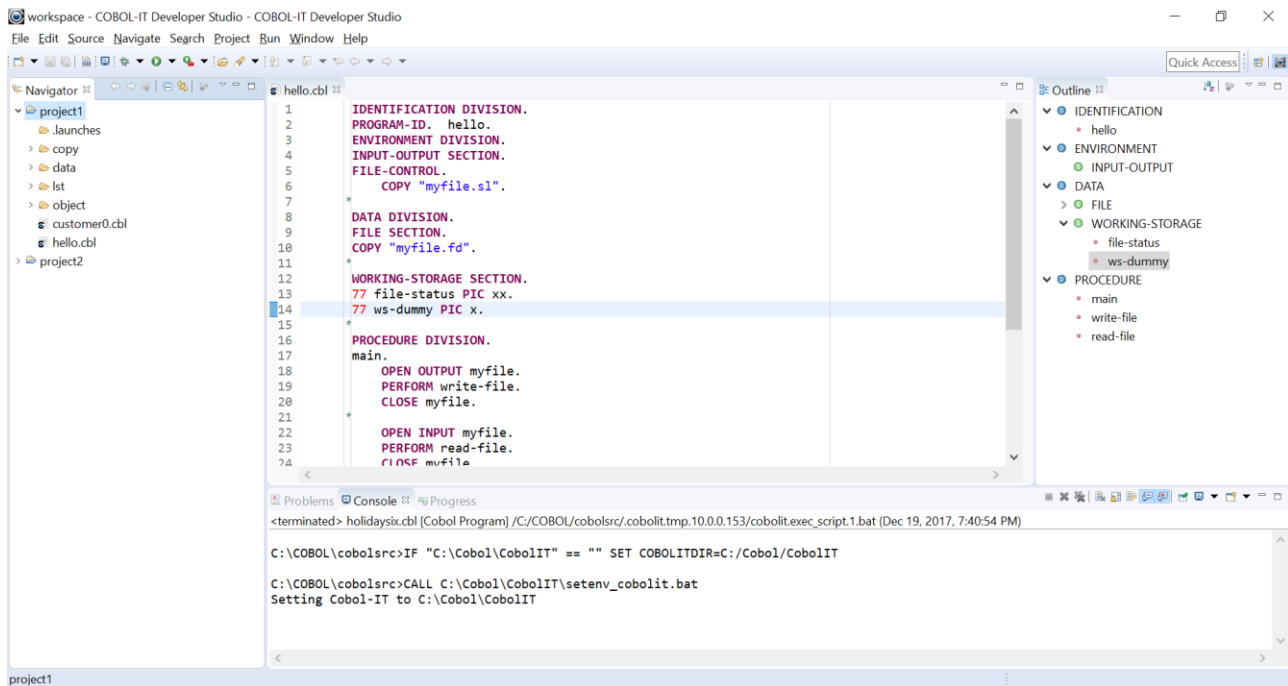 workspace - COBOL-IT Developer Studio - COBOL-IT Developer Studio
File Edit Source Navigate Search Project Run Window Help
Quick Access
Navigator
project1
.launches
copy
data
lst
object
customer0.cbl
hello.cbl
project2
hello.cbl
1 IDENTIFICATION DIVISION.
2 PROGRAM-ID. hello.
3 ENVIRONMENT DIVISION.
4 INPUT-OUTPUT SECTION.
5 FILE-CONTROL.
6 COPY "myfile.sl".
7 *
8 DATA DIVISION.
9 FILE SECTION.
10 COPY "myfile.fd".
11 *
12 WORKING-STORAGE SECTION.
13 77 file-status PIC xx.
14 77 ws-dummy PIC x.
15 *
16 PROCEDURE DIVISION.
17 main.
18 OPEN OUTPUT myfile.
19 PERFORM write-file.
20 CLOSE myfile.
21 *
22 OPEN INPUT myfile.
23 PERFORM read-file.
24 CLOSE myfile
Outline
IDENTIFICATION
hello
ENVIRONMENT
INPUT-OUTPUT
DATA
FILE
WORKING-STORAGE
file-status
ws-dummy
PROCEDURE
main
write-file
read-file
Problems Console Progress
<terminated> holidaysix.cbl [Cobol Program] /C:/COBOL/cobolsrc/.cobolit.tmp.10.0.0.153/cobolit.exec_script.1.bat (Dec 19, 2017, 7:40:54 PM)
C:\COBOL\cobolsrc>IF "C:\Cobol\CobolIT" == "" SET COBOLITDIR=C:/Cobol/CobolIT
C:\COBOL\cobolsrc>CALL C:\Cobol\CobolIT\setenv_cobolit.bat
Setting Cobol-IT to C:\Cobol\CobolIT
project1